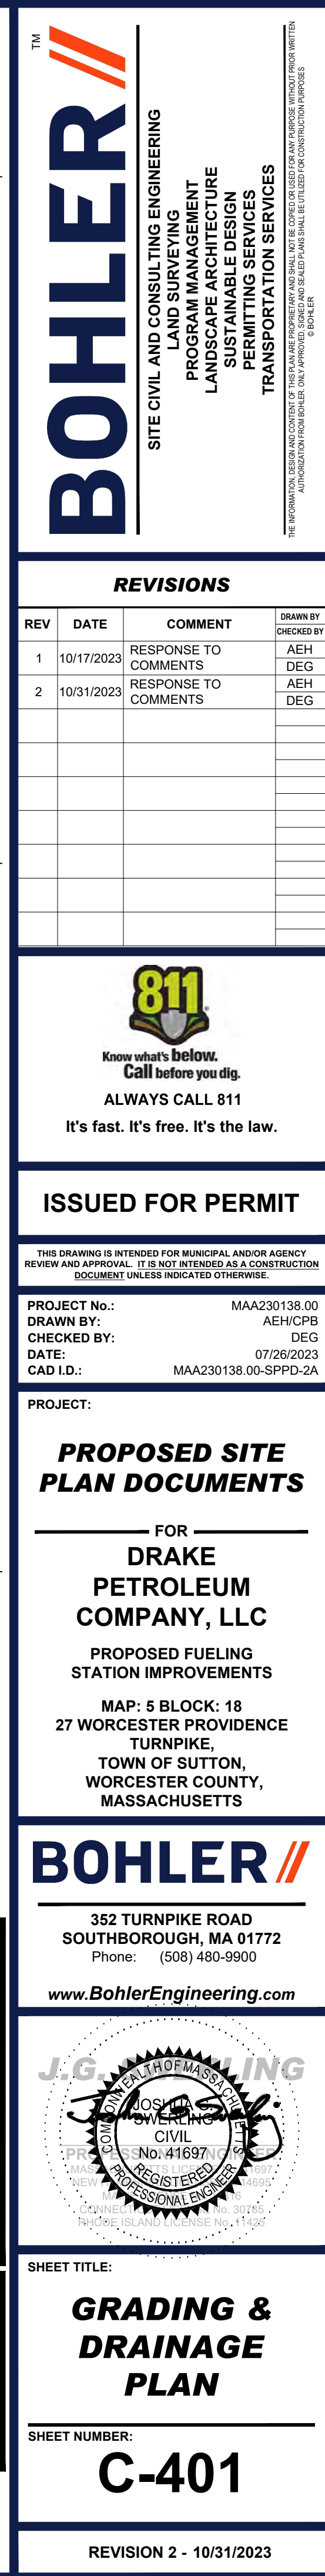 BOHLER//
TM
SITE CIVIL AND CONSULTING ENGINEERING
LAND SURVEYING
PROGRAM MANAGEMENT
LANDSCAPE ARCHITECTURE
SUSTAINABLE DESIGN
PERMITTING SERVICES
TRANSPORTATION SERVICES
THE INFORMATION, DESIGN AND CONTENT OF THIS PLAN ARE PROPRIETARY AND SHALL NOT BE COPIED OR USED FOR ANY PURPOSE WITHOUT PRIOR WRITTEN
AUTHORIZATION FROM BOHLER. ONLY APPROVED, SIGNED AND SEALED PLANS SHALL BE UTILIZED FOR CONSTRUCTION PURPOSES
© BOHLER
REVISIONS
REV DATE COMMENT DRAWN BY
CHECKED BY
1 10/17/2023 RESPONSE TO COMMENTS AEH
DEG
2 10/31/2023 RESPONSE TO COMMENTS AEH
DEG
811
Know what's below.
Call before you dig.
ALWAYS CALL 811
It's fast. It's free. It's the law.
ISSUED FOR PERMIT
THIS DRAWING IS INTENDED FOR MUNICIPAL AND/OR AGENCY
REVIEW AND APPROVAL. IT IS NOT INTENDED AS A CONSTRUCTION
DOCUMENT UNLESS INDICATED OTHERWISE.
PROJECT No.: MAA230138.00
DRAWN BY: AEH/CPB
CHECKED BY: DEG
DATE: 07/26/2023
CAD I.D.: MAA230138.00-SPPD-2A
PROJECT:
PROPOSED SITE
PLAN DOCUMENTS
FOR
DRAKE
PETROLEUM
COMPANY, LLC
PROPOSED FUELING
STATION IMPROVEMENTS
MAP: 5 BLOCK: 18
27 WORCESTER PROVIDENCE
TURNPIKE,
TOWN OF SUTTON,
WORCESTER COUNTY,
MASSACHUSETTS
BOHLER//
352 TURNPIKE ROAD
SOUTHBOROUGH, MA 01772
Phone: (508) 480-9900
www.BohlerEngineering.com
J.G.
COMMONWEALTH OF MASSACHUSETTS
JOSHUA G.
SWERLING
CIVIL
No. 41697
REGISTERED
PROFESSIONAL ENGINEER
RHODE ISLAND LICENSE No. 11425
SHEET TITLE:
GRADING &
DRAINAGE
PLAN
SHEET NUMBER:
C-401
REVISION 2 - 10/31/2023